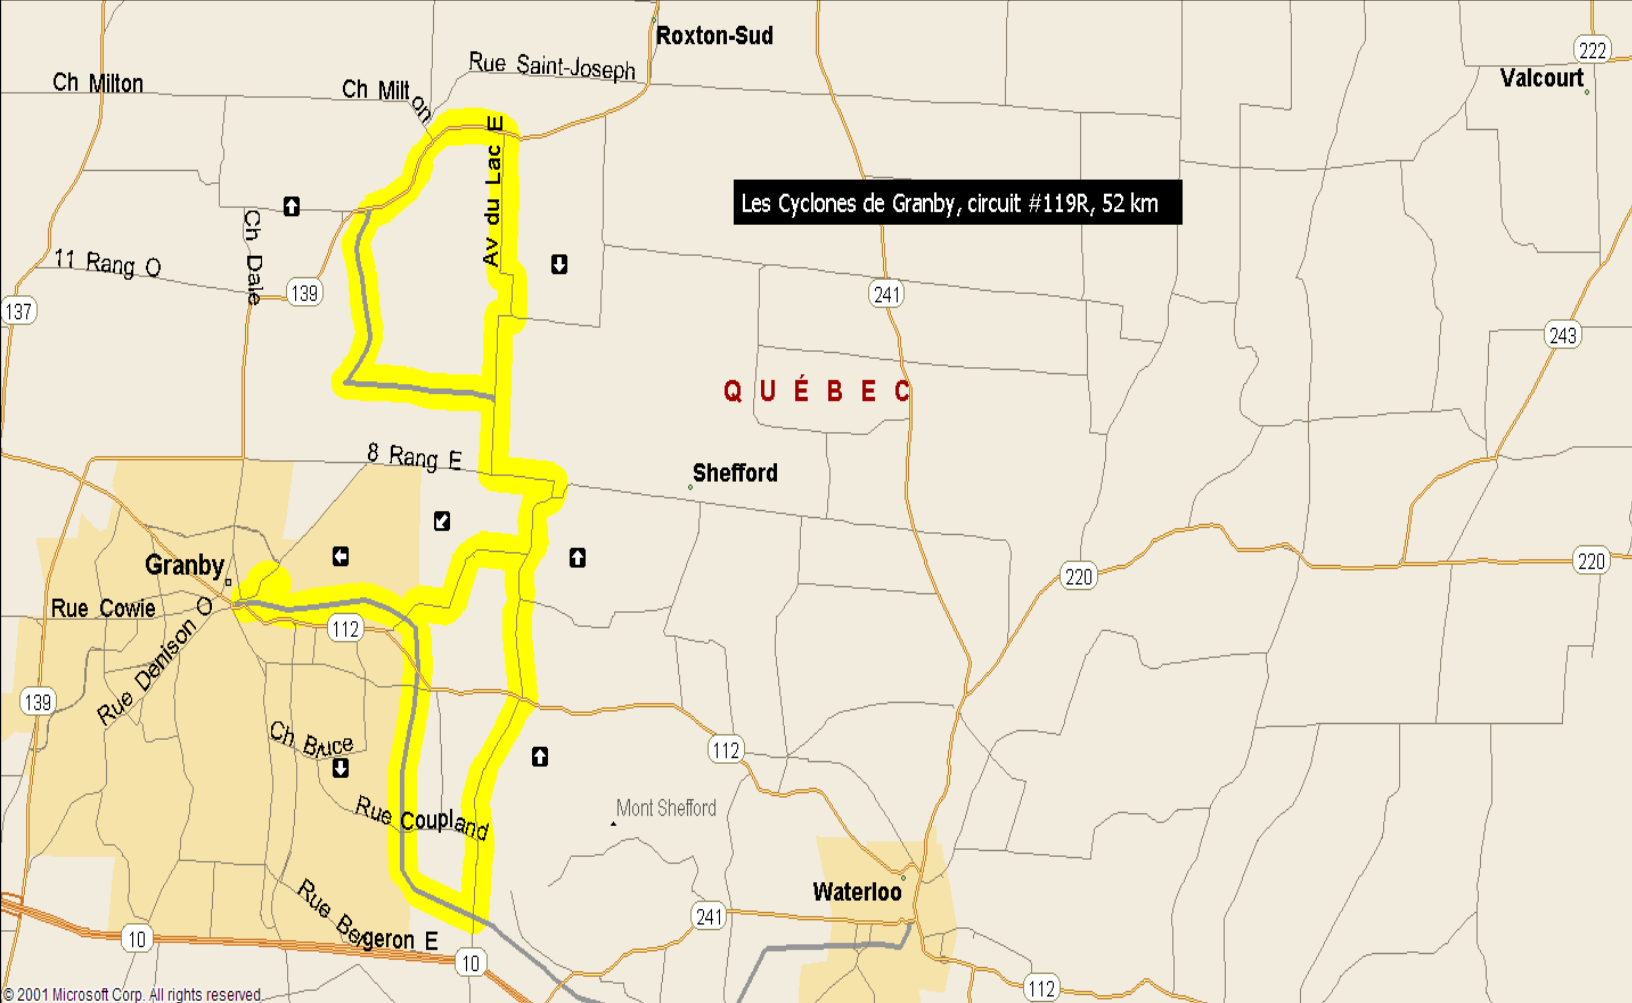 Roxton-Sud
222
Rue Saint-Joseph
Valcourt
Ch Milton
Ch Milton
Av du Lac E
Les Cyclones de Granby, circuit #119R, 52 km
Ch Dale
11 Rang O
139
241
137
243
QUÉBEC
8 Rang E
Shefford
Granby
220
220
Rue Cowie O
112
Rue Denison
139
Ch Bruce
112
Mont Shefford
Rue Coupland
Waterloo
Rue Bergeron E
241
10
10
112
© 2001 Microsoft Corp. All rights reserved.